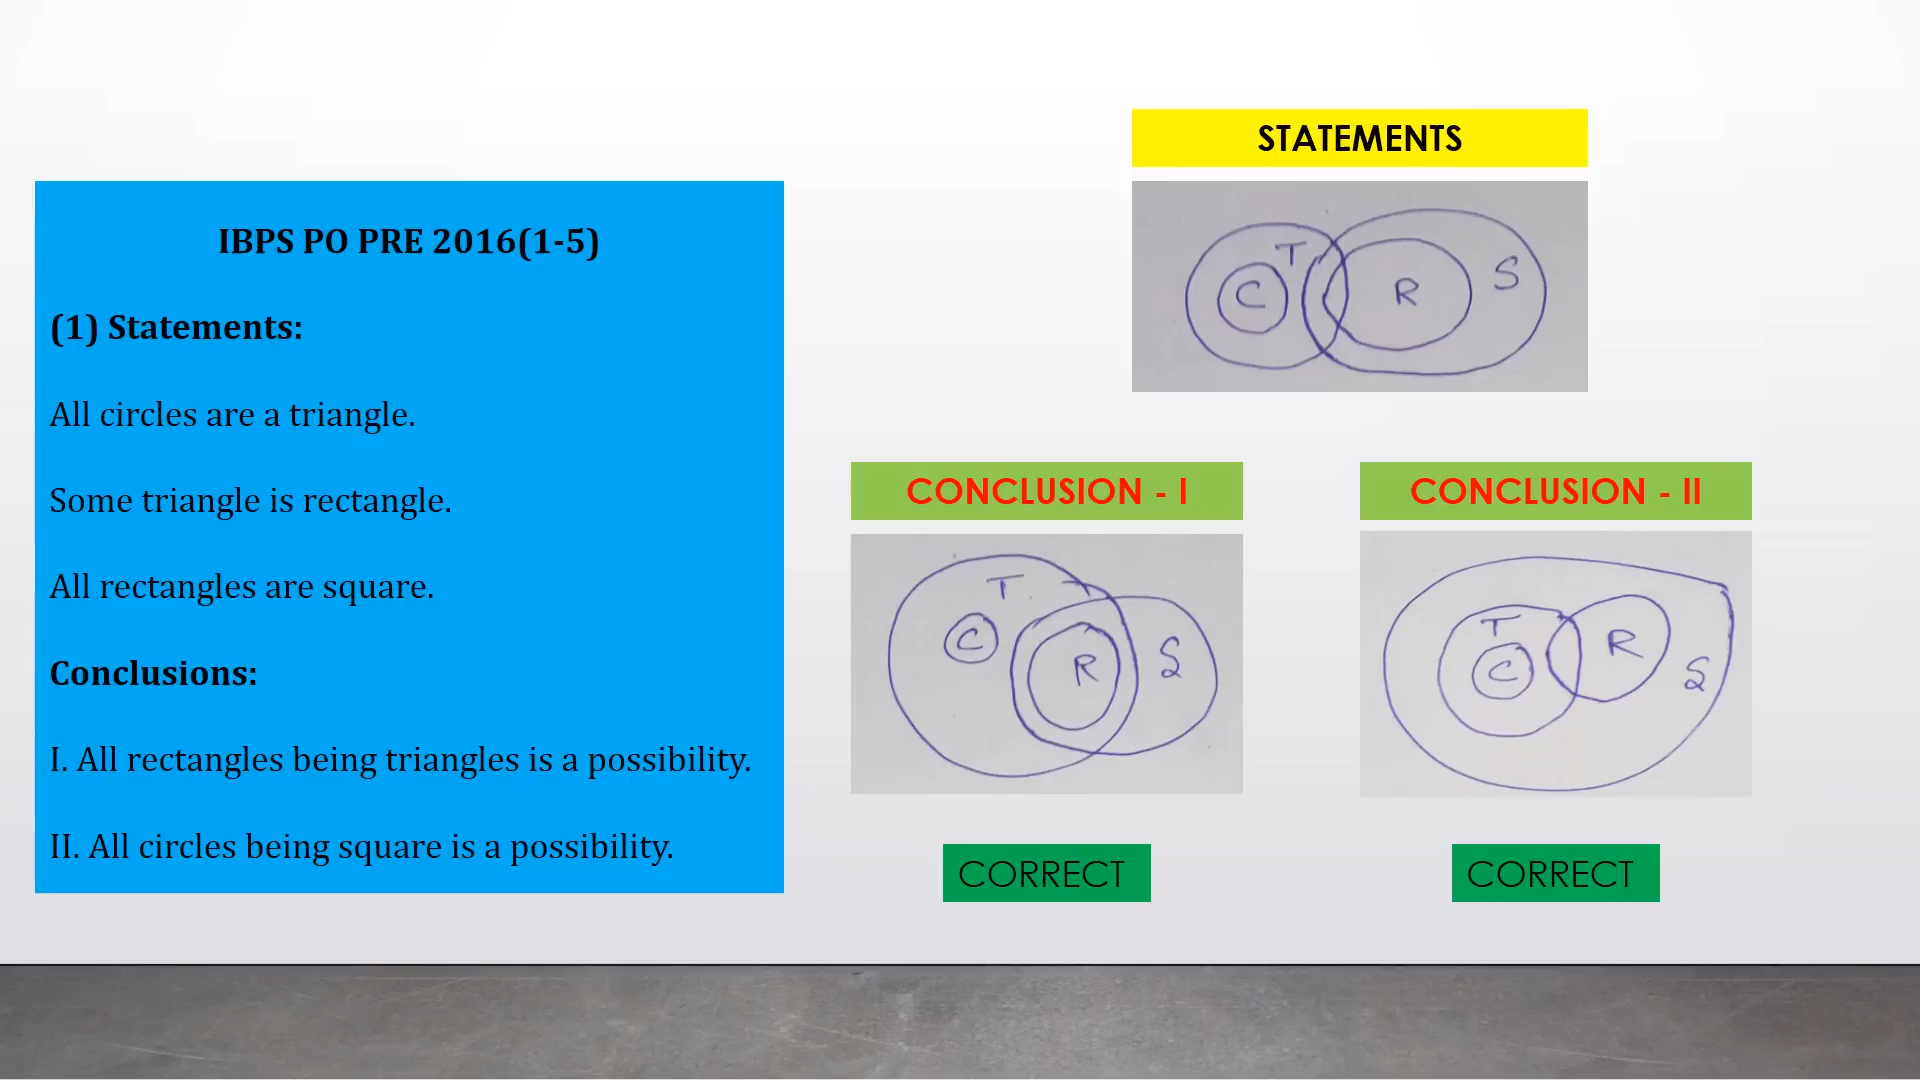 IBPS PO PRE 2016(1-5)
(1) Statements:
All circles are a triangle.
Some triangle is rectangle.
All rectangles are square.
Conclusions:
I. All rectangles being triangles is a possibility.
II. All circles being square is a possibility.
STATEMENTS
T
C
R
S
CONCLUSION - I
T
C
R
S
CORRECT
CONCLUSION - II
T
C
R
S
CORRECT